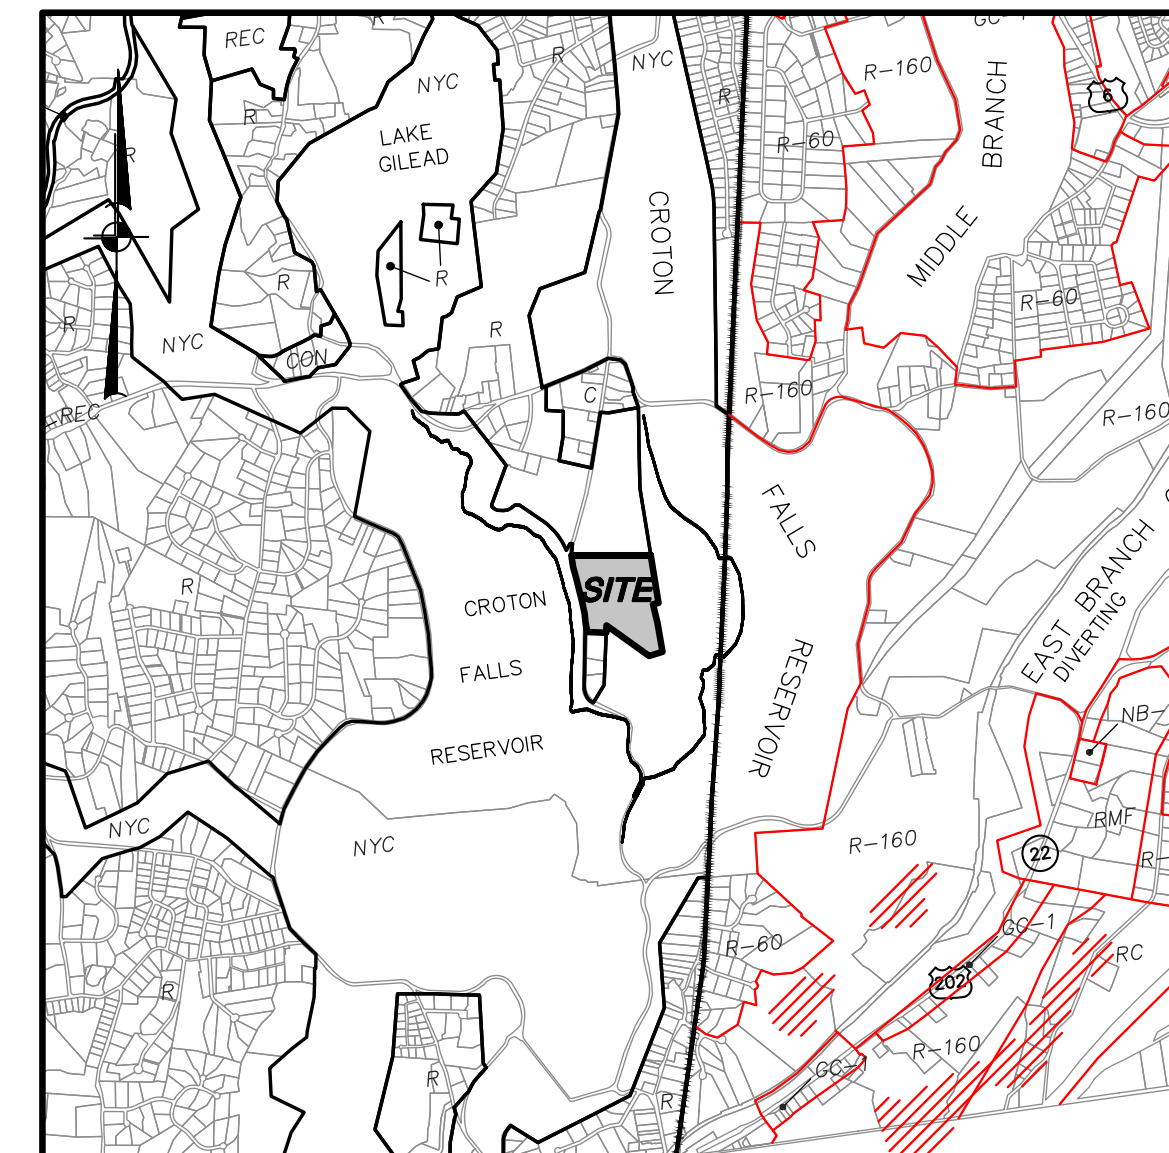 R
GC-1
REC
NYC
R
NYC
R-160
BRANCH
6
R
R
LAKE
GILEAD
R-60
R
CROTON
MIDDLE
R
R
R
R
NYC
CON
R-60
R
REC
C
R-160
R-160
FALLS
EAST BRANCH
DIVERTING
R
SITE
CROTON
FALLS
RESERVOIR
RESERVOIR
NB-
NYC
NYC
R-160
RMF
22
R-
R-60
GC-1
RC
202
R
R-160
GC-1
R
R